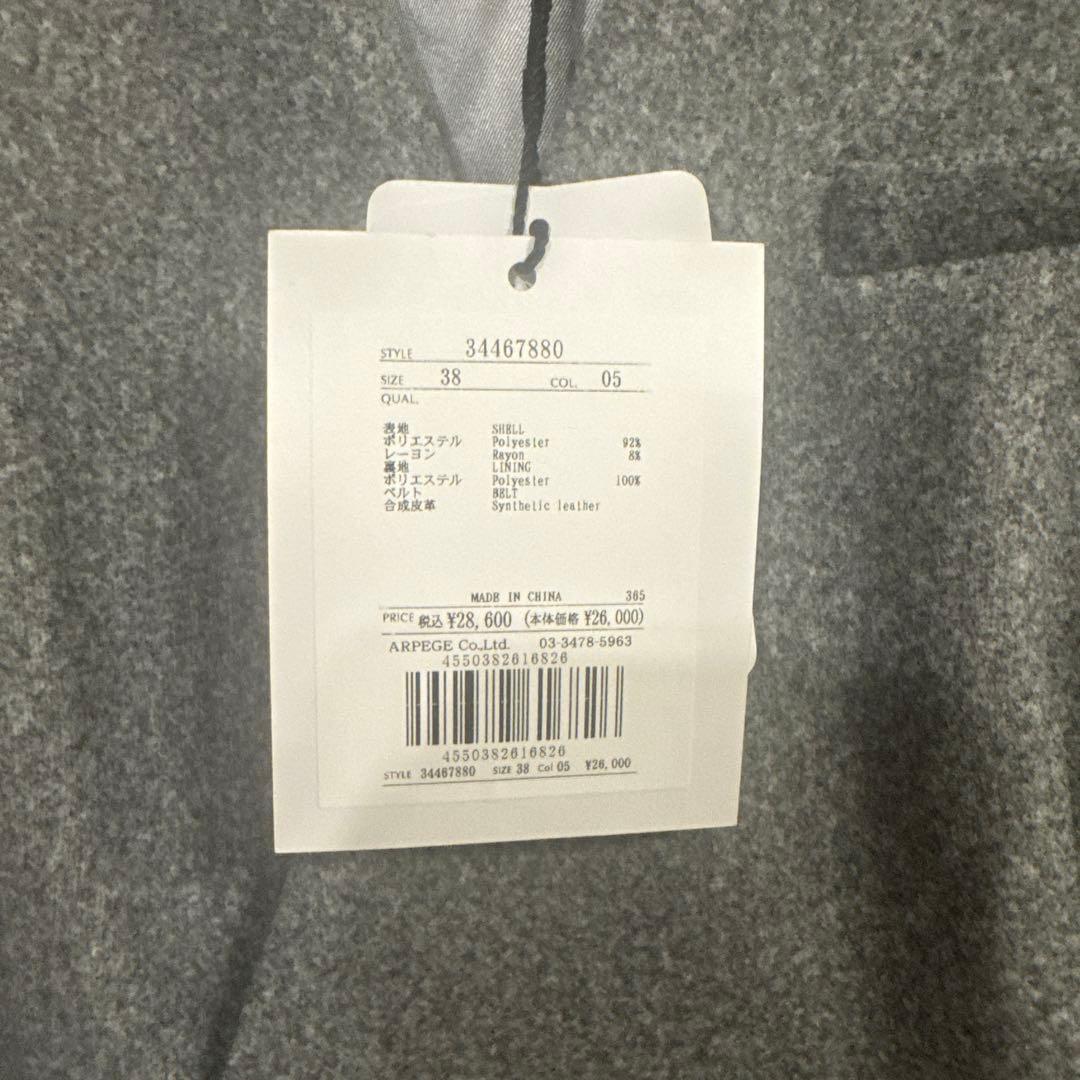 STYLE 34467880
SIZE 38 COL. 05
QUAL.
表地 SHELL
ポリエステル Polyester 92%
レーヨン Rayon 8%
裏地 LINING
ポリエステル Polyester 100%
ベルト BELT
合成皮革 Synthetic leather
MADE IN CHINA 365
PRICE 税込 ¥28,600 (本体価格 ¥26,000)
ARPEGE Co.,Ltd. 03-3478-5963
4550382616826
4550382616826
STYLE 34467880 SIZE 38 Col 05 ¥26,000